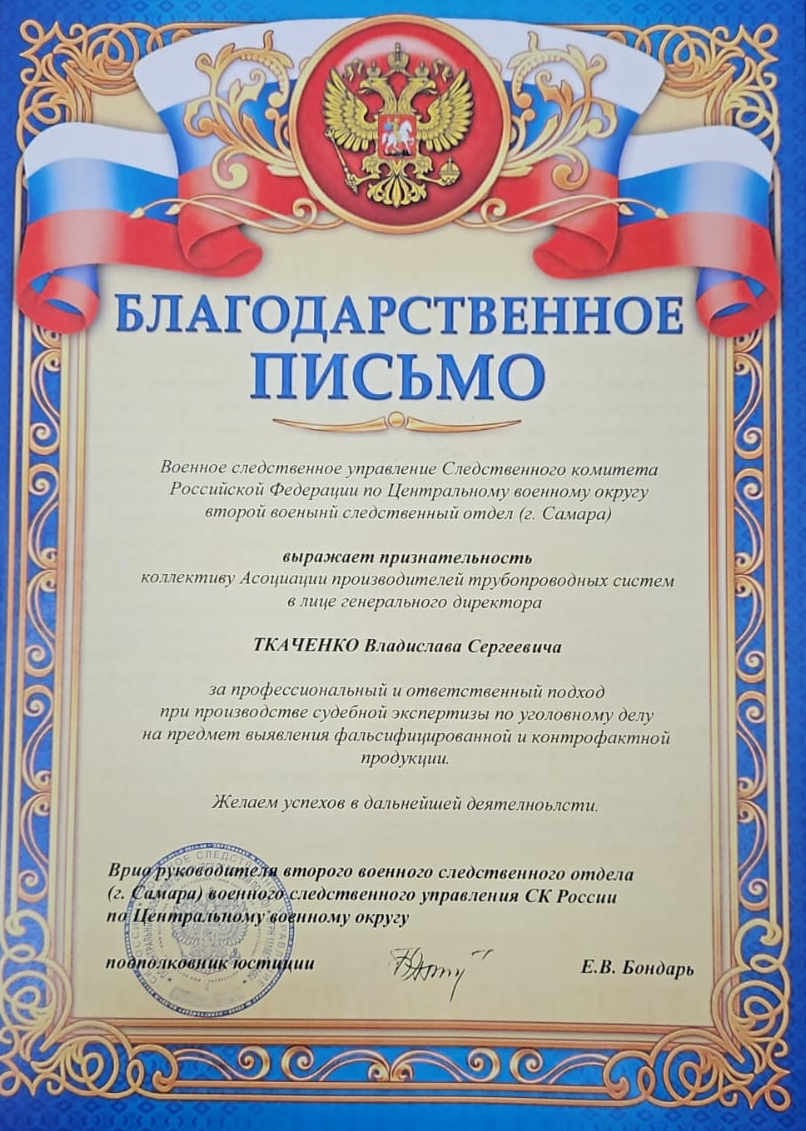 БЛАГОДАРСТВЕННОЕ
ПИСЬМО
Военное следственное управление Следственного комитета
Российской Федерации по Центральному военному округу
второй воеенынй следственный отдел (г. Самара)
выражает признательность
коллективу Асоциации производителей трубопроводных систем
в лице генерального директора
ТКАЧЕНКО Владислава Сергеевича
за профессиональный и ответственный подход
при производстве судебной экспертизы по уголовному делу
на предмет выявления фальсифицированной и контрофактной
продукции.
Желаем успехов в дальнейшей деятелноьлсти.
Врио руководителя второго военного следственного отдела
(г. Самара) военного следственного управления СК России
по Центральному военному округу
подполковник юстиции Е.В. Бондарь